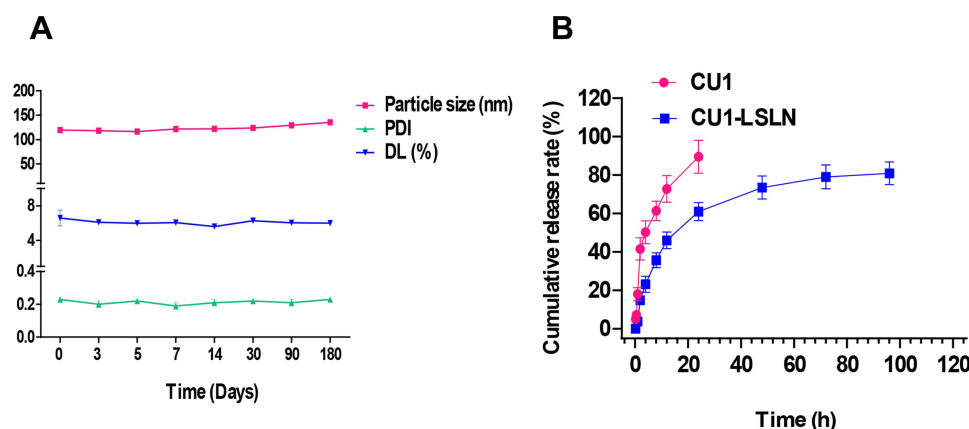 A
200
150
100
50
8
4
0.4
0.2
0.0
0 3 5 7 14 30 90 180
Time (Days)
Particle size (nm)
PDI
DL (%)
B
CU1
CU1-LSLN
Cumulative release rate (%)
120
100
80
60
40
20
0
0 20 40 60 80 100 120
Time (h)